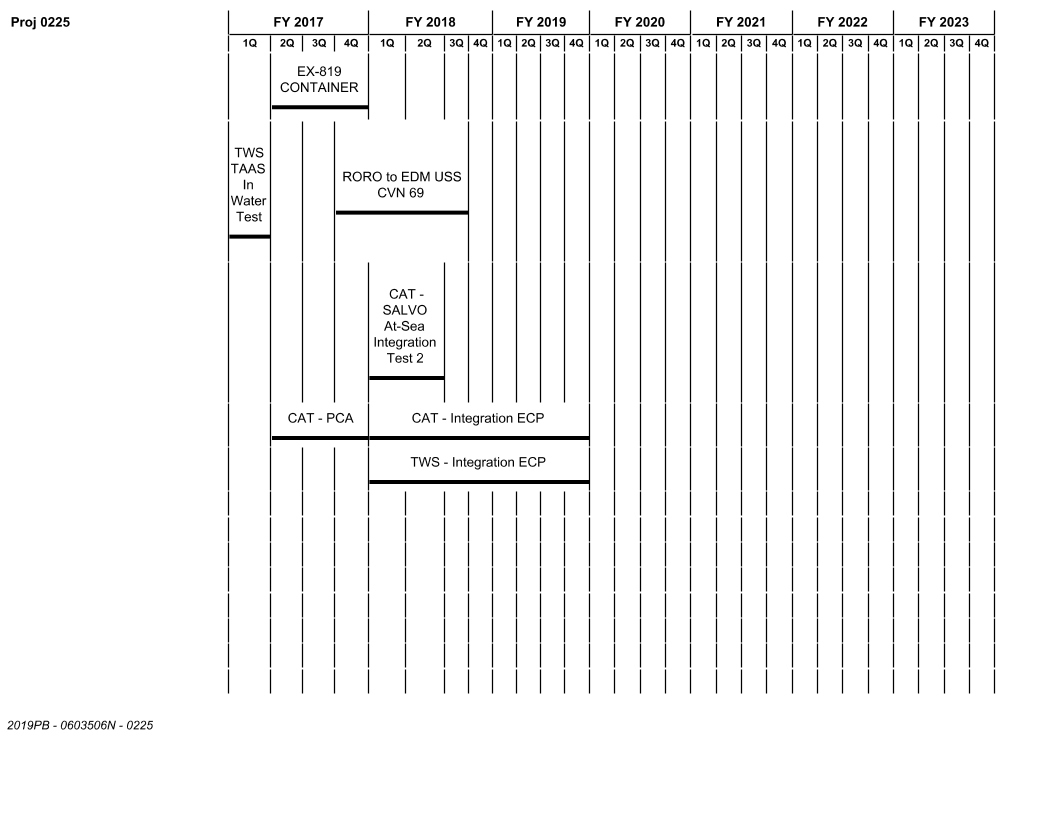 Proj 0225
FY 2017 FY 2018 FY 2019 FY 2020 FY 2021 FY 2022 FY 2023
1Q 2Q 3Q 4Q 1Q 2Q 3Q 4Q 1Q 2Q 3Q 4Q 1Q 2Q 3Q 4Q 1Q 2Q 3Q 4Q 1Q 2Q 3Q 4Q 1Q 2Q 3Q 4Q
EX-819
CONTAINER
TWS
TAAS
In
Water
Test
RORO to EDM USS
CVN 69
CAT -
SALVO
At-Sea
Integration
Test 2
CAT - PCA CAT - Integration ECP
TWS - Integration ECP
2019PB - 0603506N - 0225